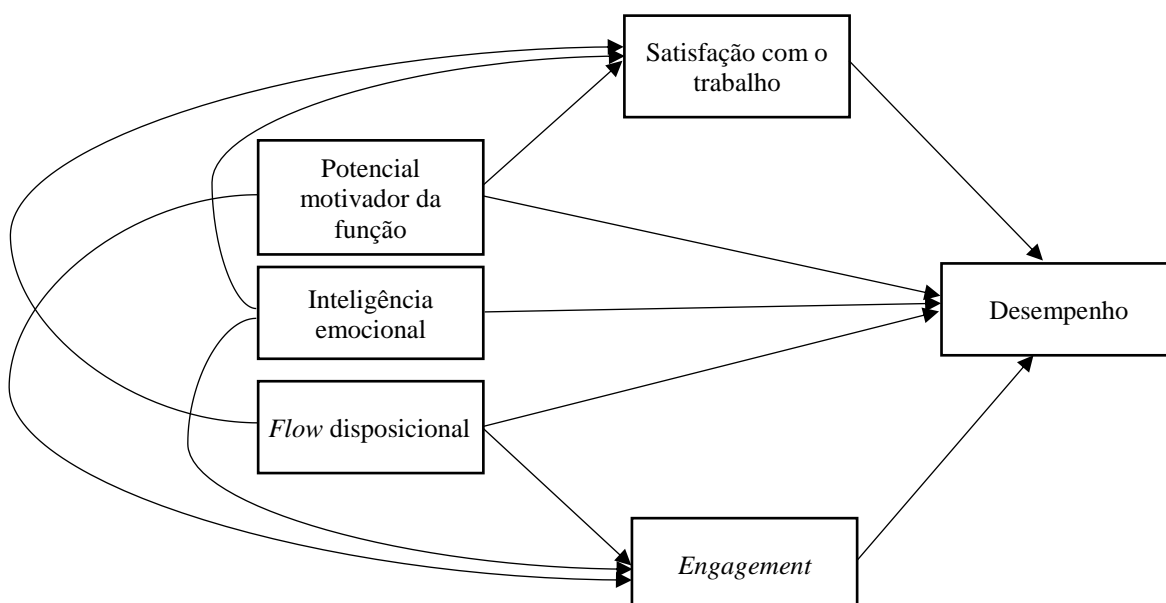 Satisfação com o
trabalho
Potencial
motivador da
função
Inteligência
emocional
Desempenho
Flow disposicional
Engagement